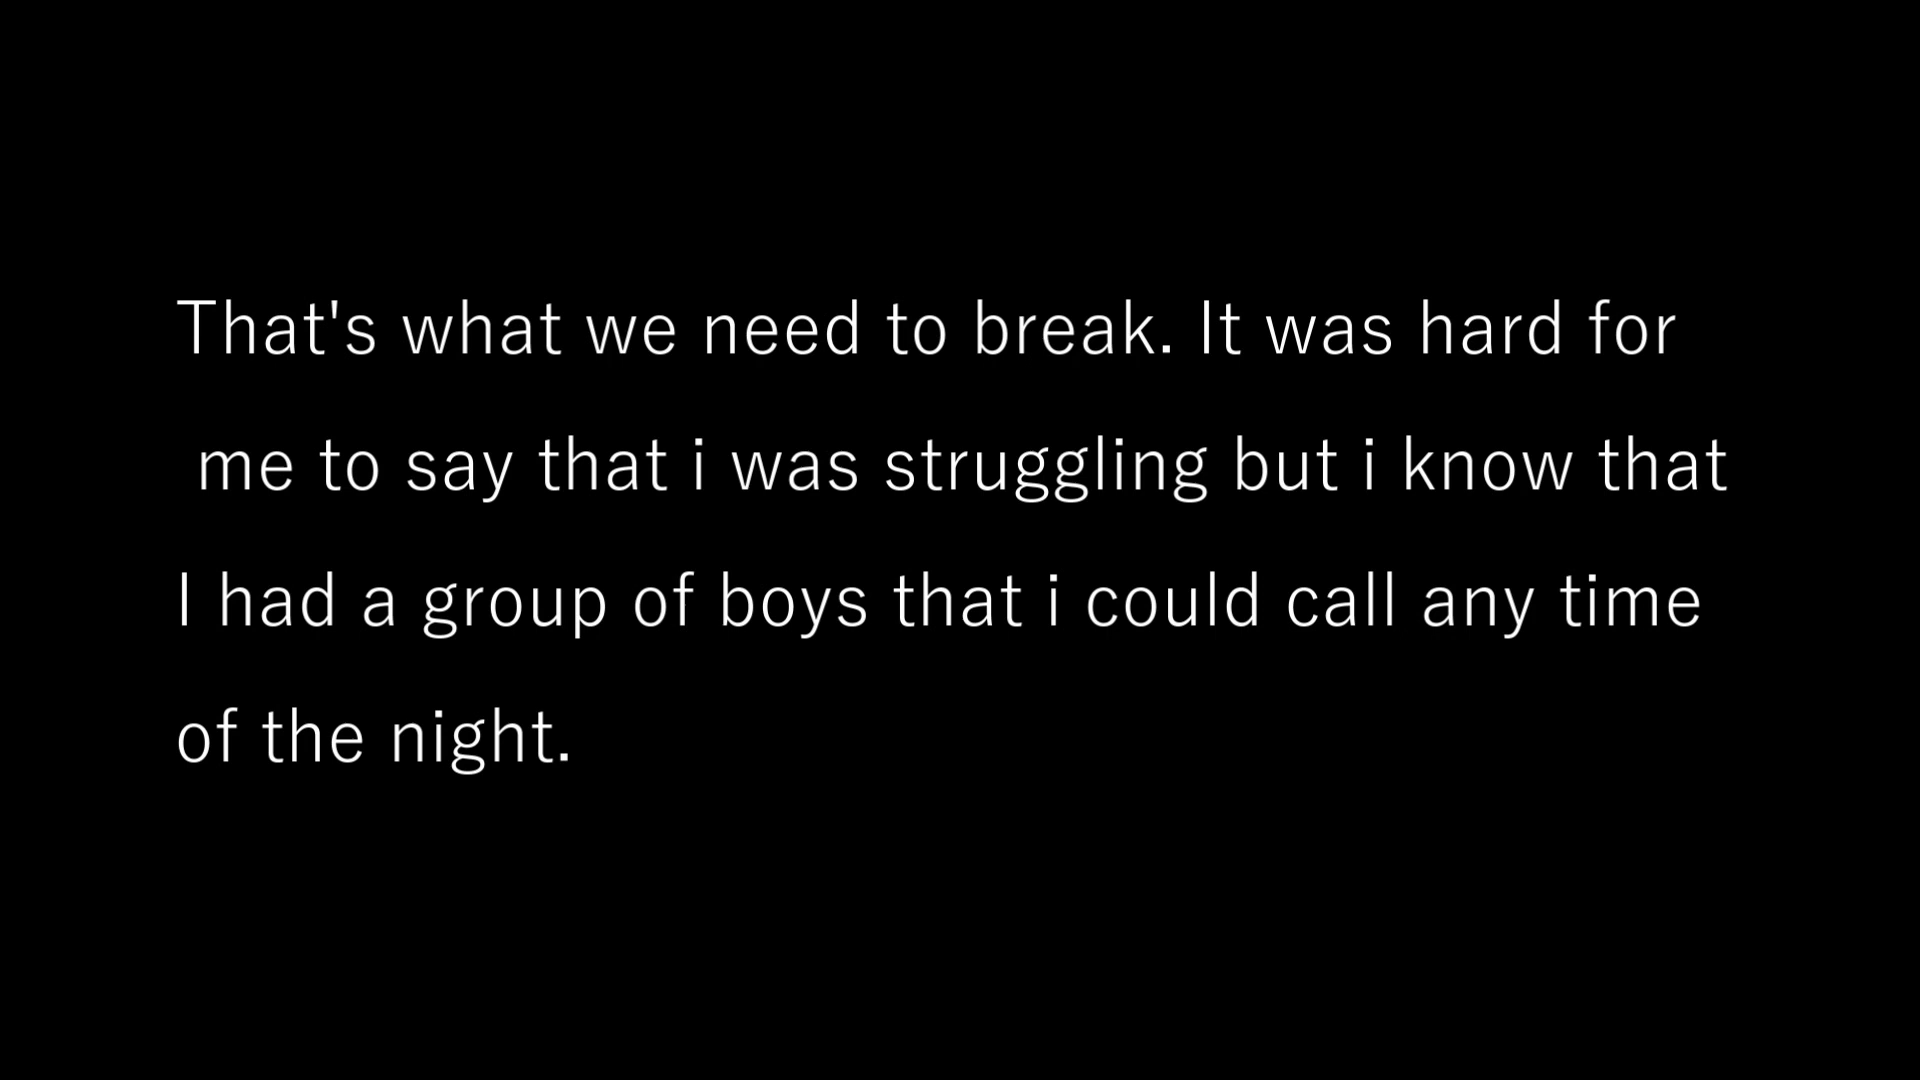 That's what we need to break. It was hard for
me to say that i was struggling but i know that
I had a group of boys that i could call any time
of the night.